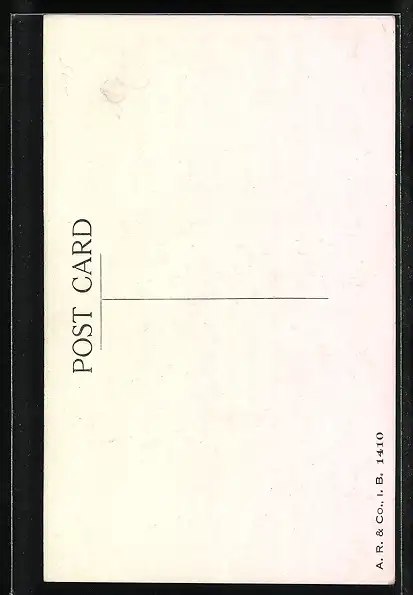 POST CARD
A. R. & Co., I. B. 1410